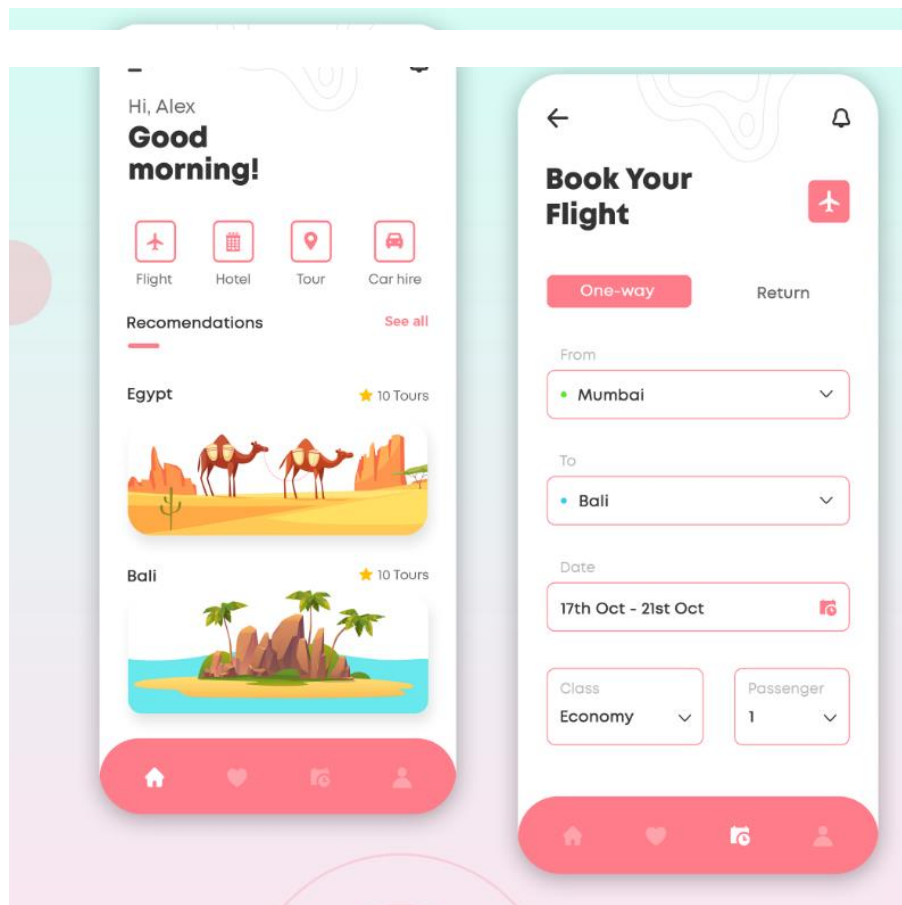 Hi, Alex
Good
morning!
Flight Hotel Tour Car hire
Recomendations See all
Egypt 10 Tours
Bali 10 Tours
Book Your
Flight
One-way Return
From
Mumbai
To
Bali
Date
17th Oct - 21st Oct
Class Passenger
Economy 1